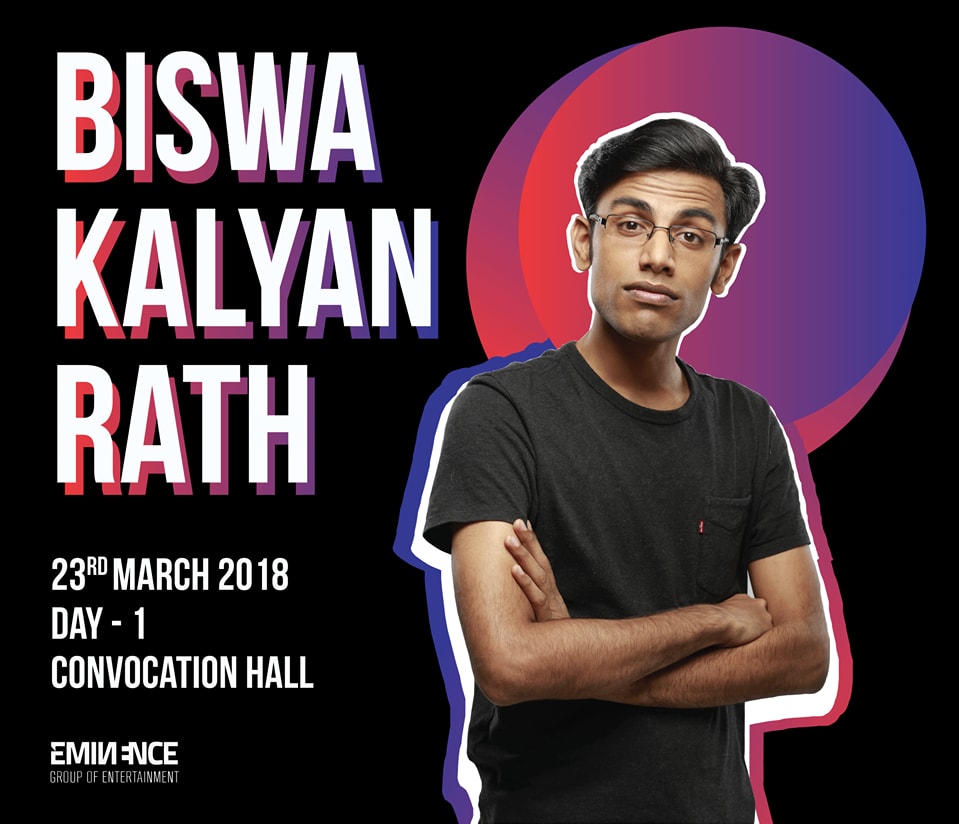 BISWA
KALYAN
RATH
23RD MARCH 2018
DAY - 1
CONVOCATION HALL
EMINENCE
GROUP OF ENTERTAINMENT